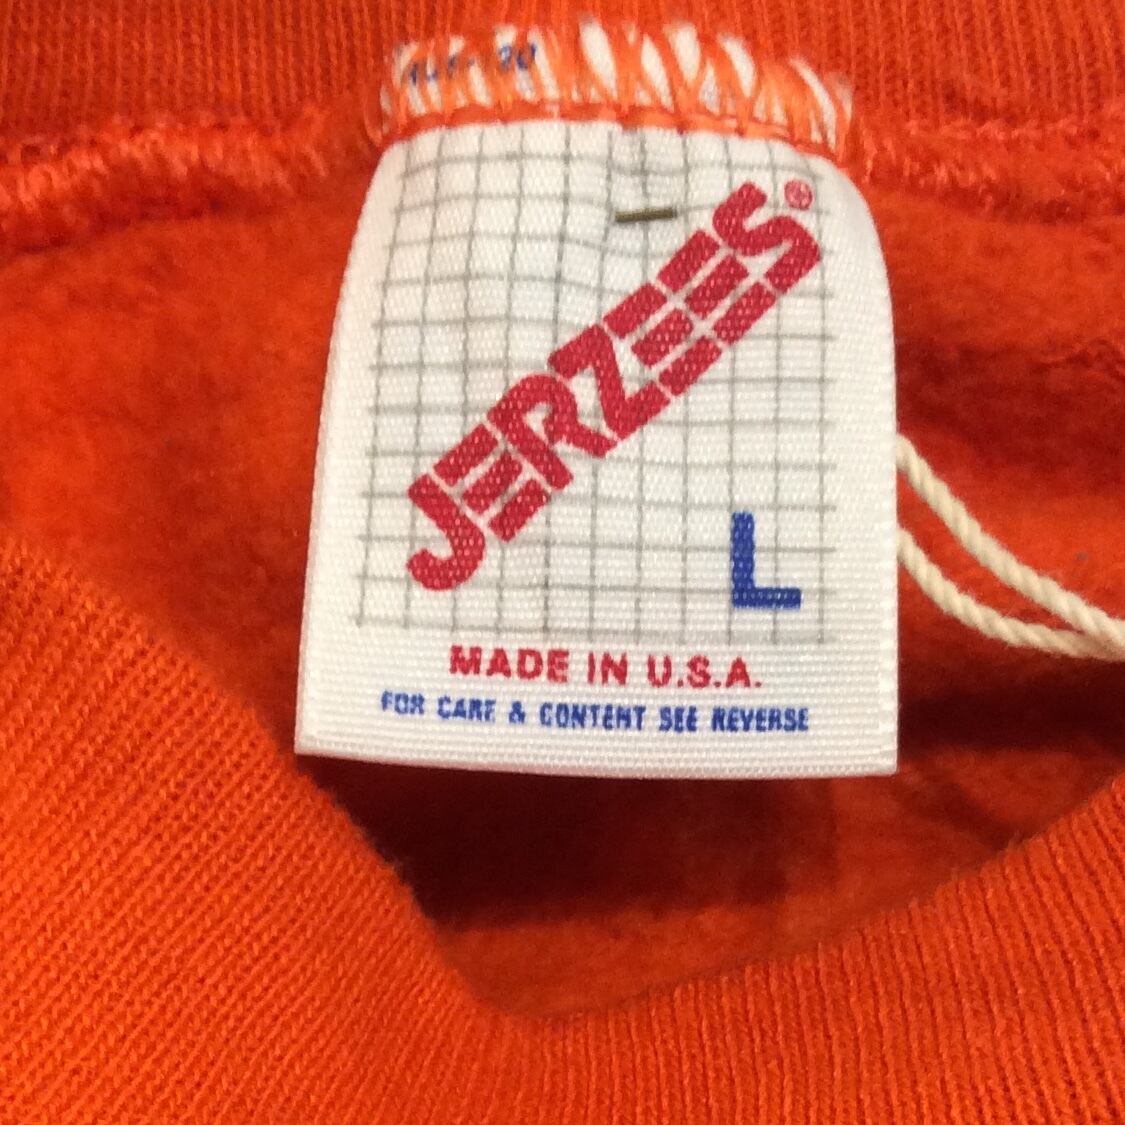 JERZEES®
L
MADE IN U.S.A.
FOR CARE & CONTENT SEE REVERSE